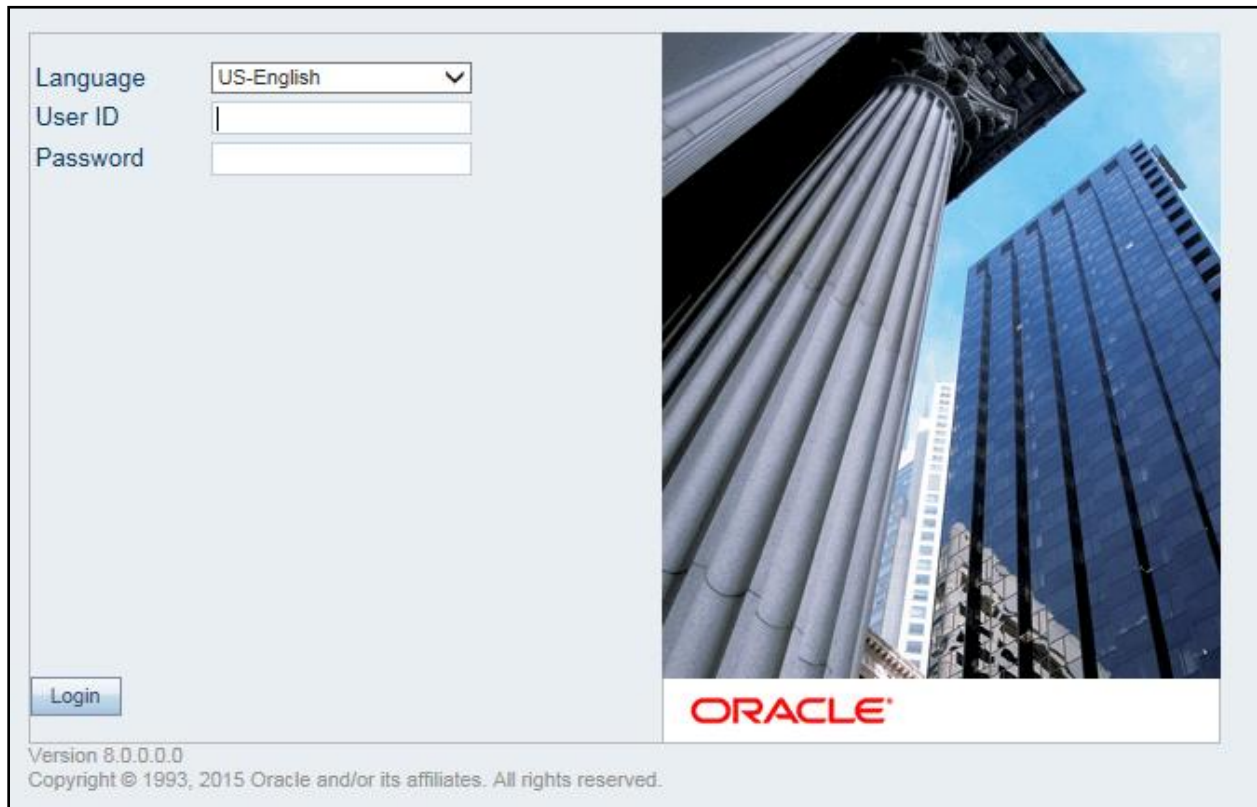 Language US-English
User ID
Password
Login
ORACLE®
Version 8.0.0.0.0
Copyright © 1993, 2015 Oracle and/or its affiliates. All rights reserved.